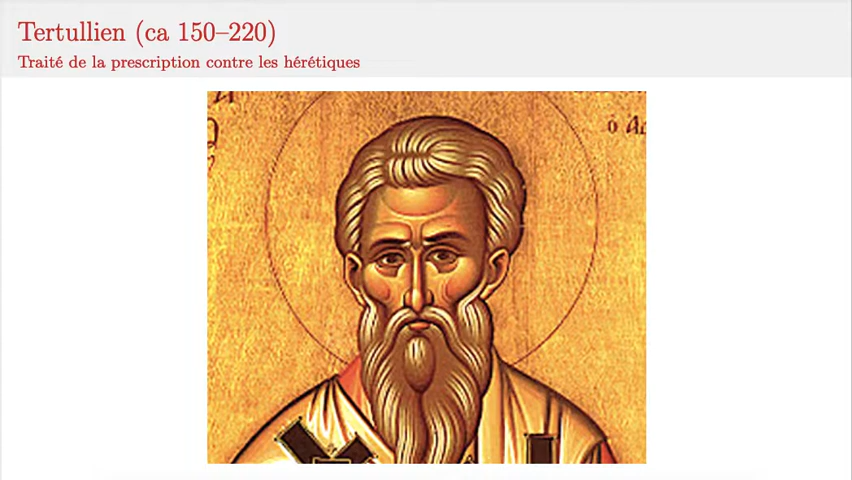 Tertullien (ca 150–220)
Traité de la prescription contre les hérétiques
ὁ Ἅ